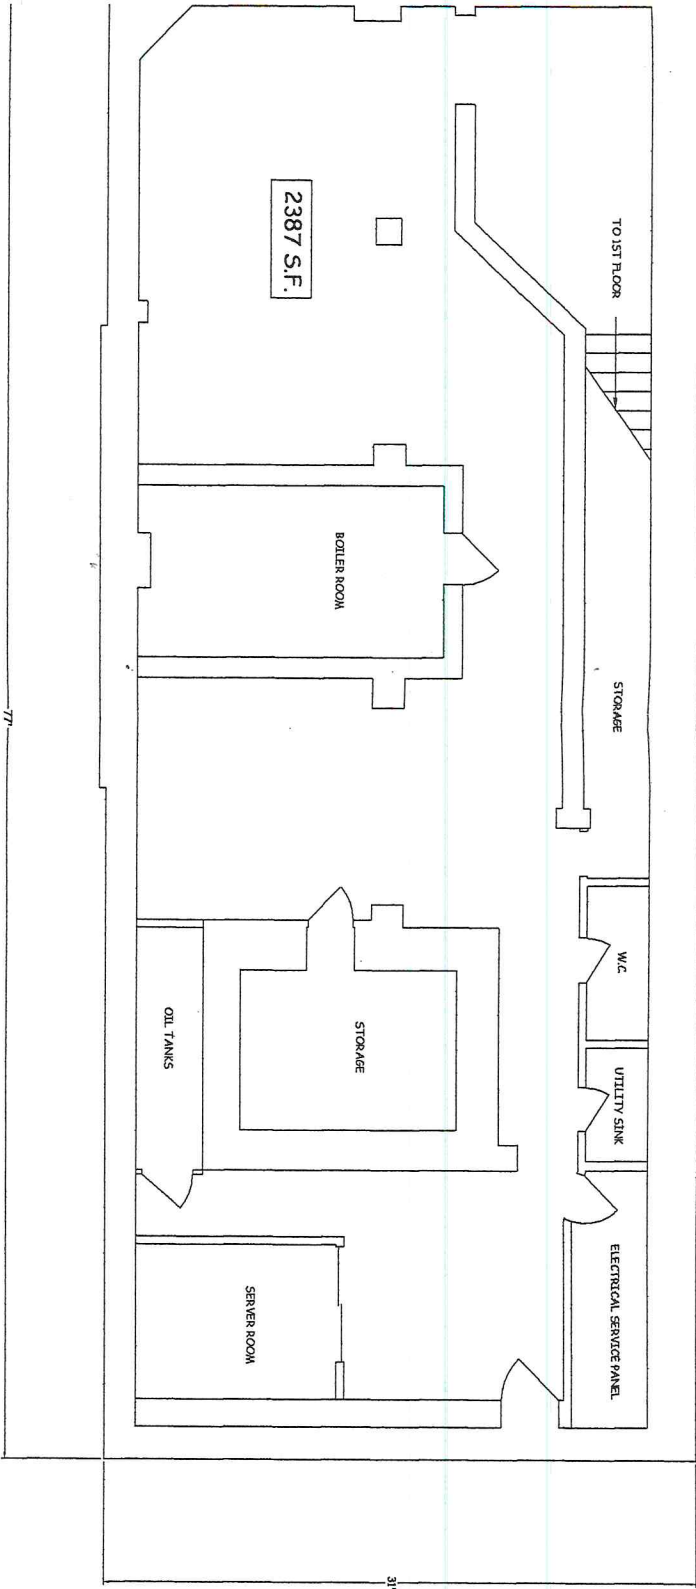 TO 1ST FLOOR
2387 S.F.
BOILER ROOM
STORAGE
W.C.
UTILITY SINK
ELECTRICAL SERVICE PANEL
STORAGE
OIL TANKS
SERVER ROOM
77'
31'